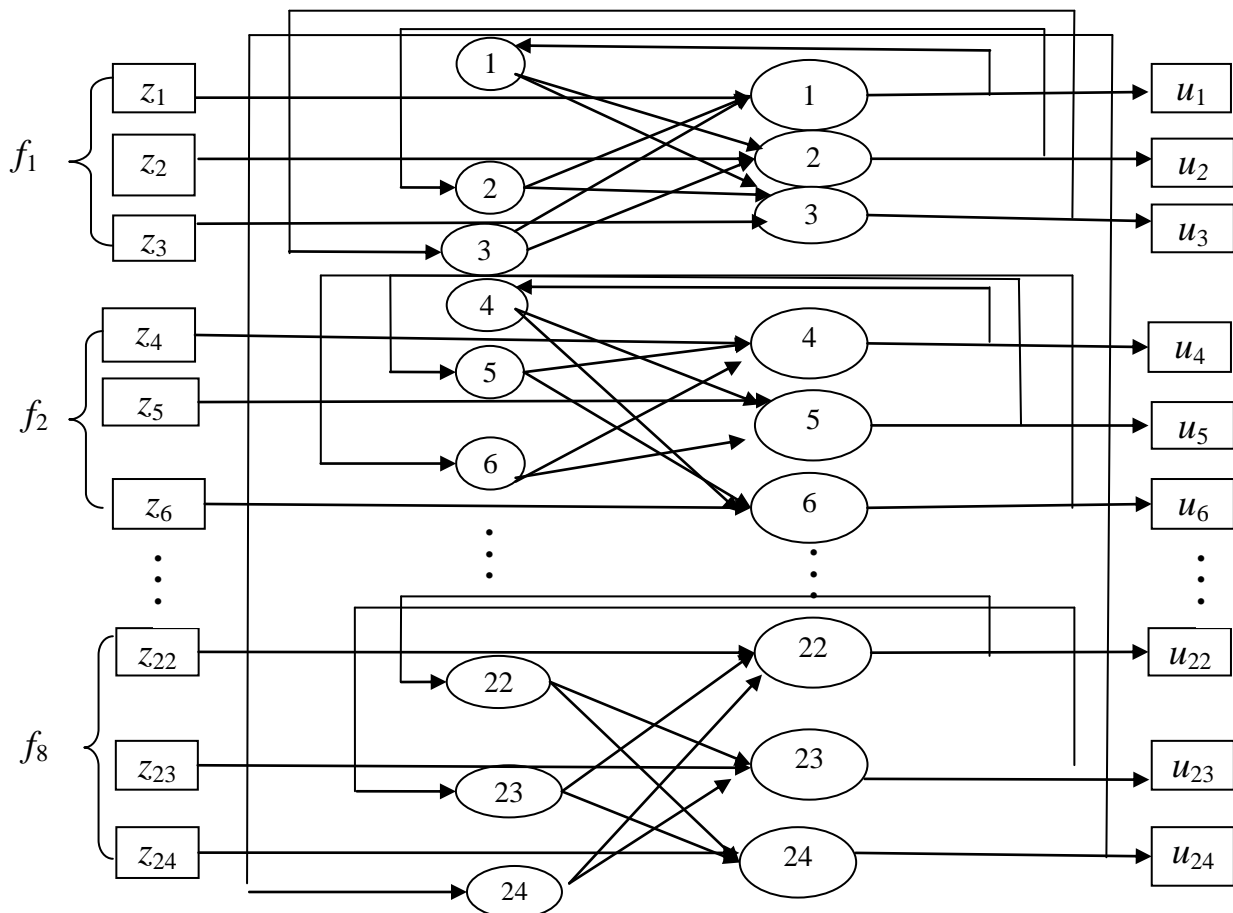 1
z₁ 1 u₁
f₁ z₂ 2 u₂
2
3
z₃ 3 u₃
4
z₄ 4 u₄
5
f₂ z₅ 5 u₅
6
z₆ 6 u₆
z₂₂ 22 u₂₂
22
f₈
z₂₃ 23 u₂₃
23
z₂₄ 24 u₂₄
24